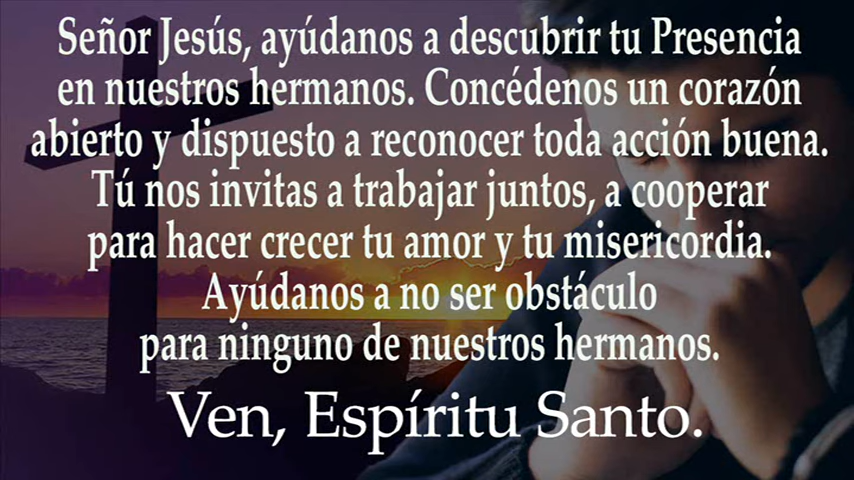 Señor Jesús, ayúdanos a descubrir tu Presencia
en nuestros hermanos. Concédenos un corazón
abierto y dispuesto a reconocer toda acción buena.
Tú nos invitas a trabajar juntos, a cooperar
para hacer crecer tu amor y tu misericordia.
Ayúdanos a no ser obstáculo
para ninguno de nuestros hermanos.
Ven, Espíritu Santo.